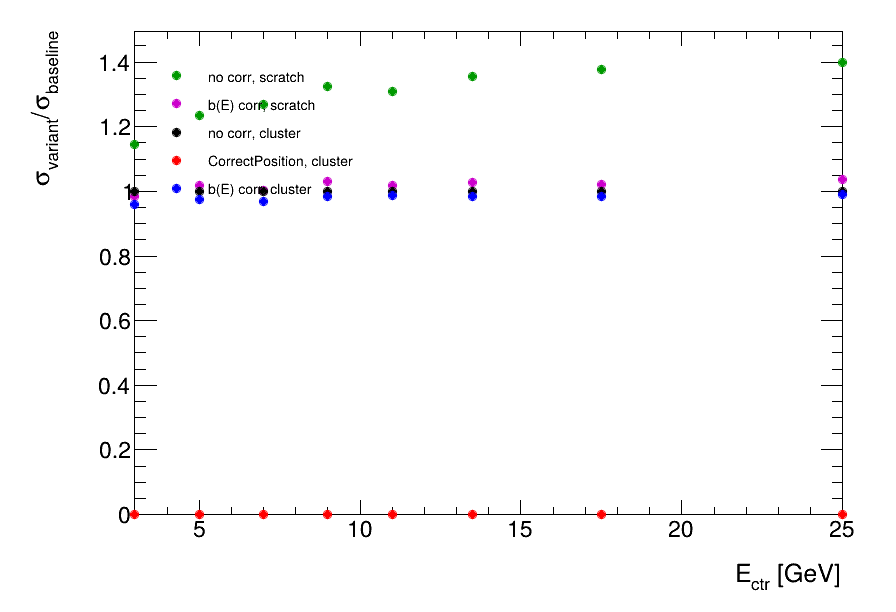 σvariant/σbaseline
1.4
1.2
1
0.8
0.6
0.4
0.2
0
no corr, scratch
b(E) corr, scratch
no corr, cluster
CorrectPosition, cluster
b(E) corr, cluster
5 10 15 20 25
Ectr [GeV]